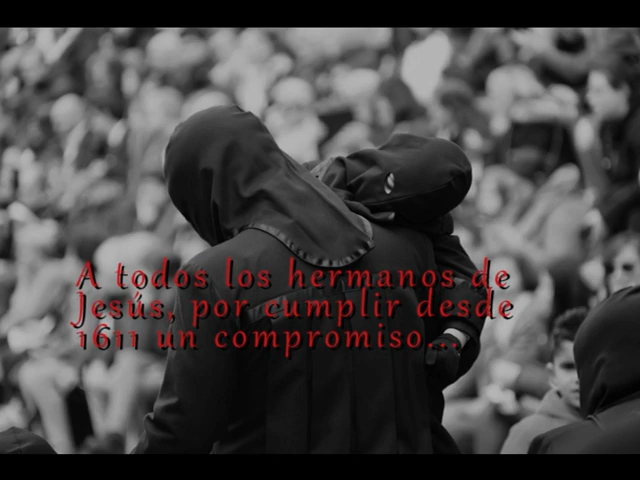 A todos los hermanos de
Jesús, por cumplir desde
1611 un compromiso...